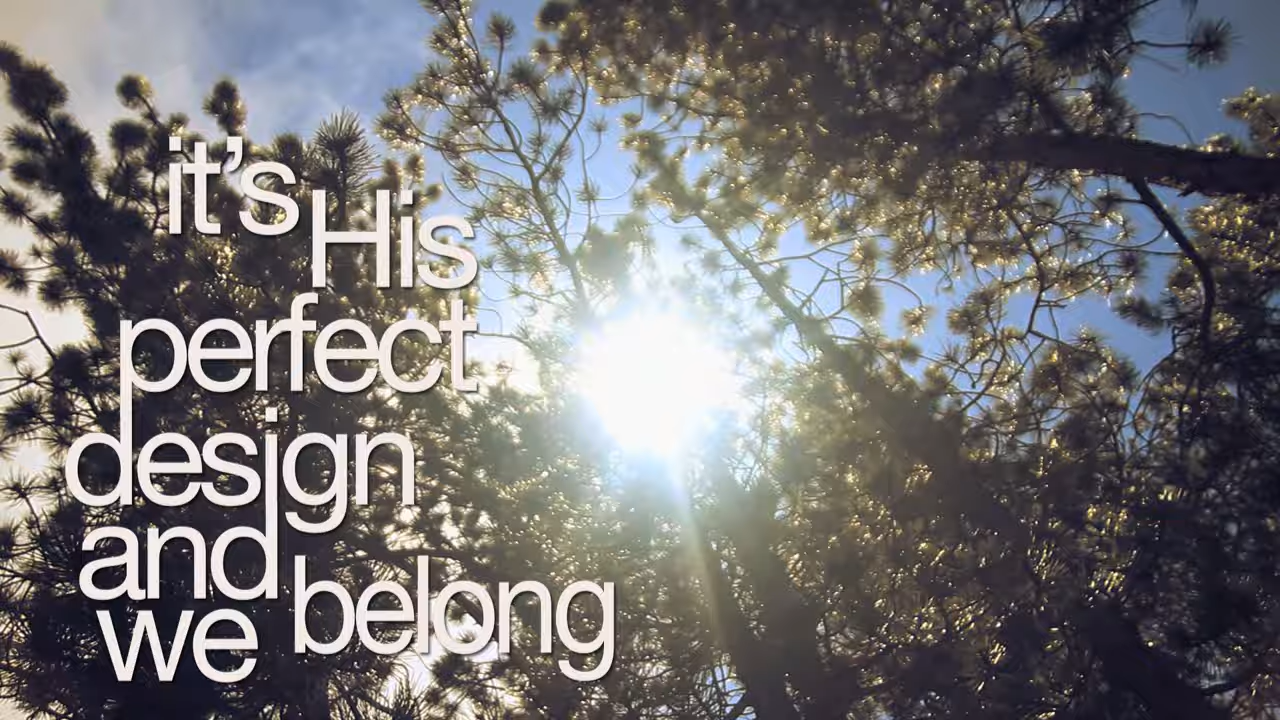 it’s His
perfect
design
and
we belong